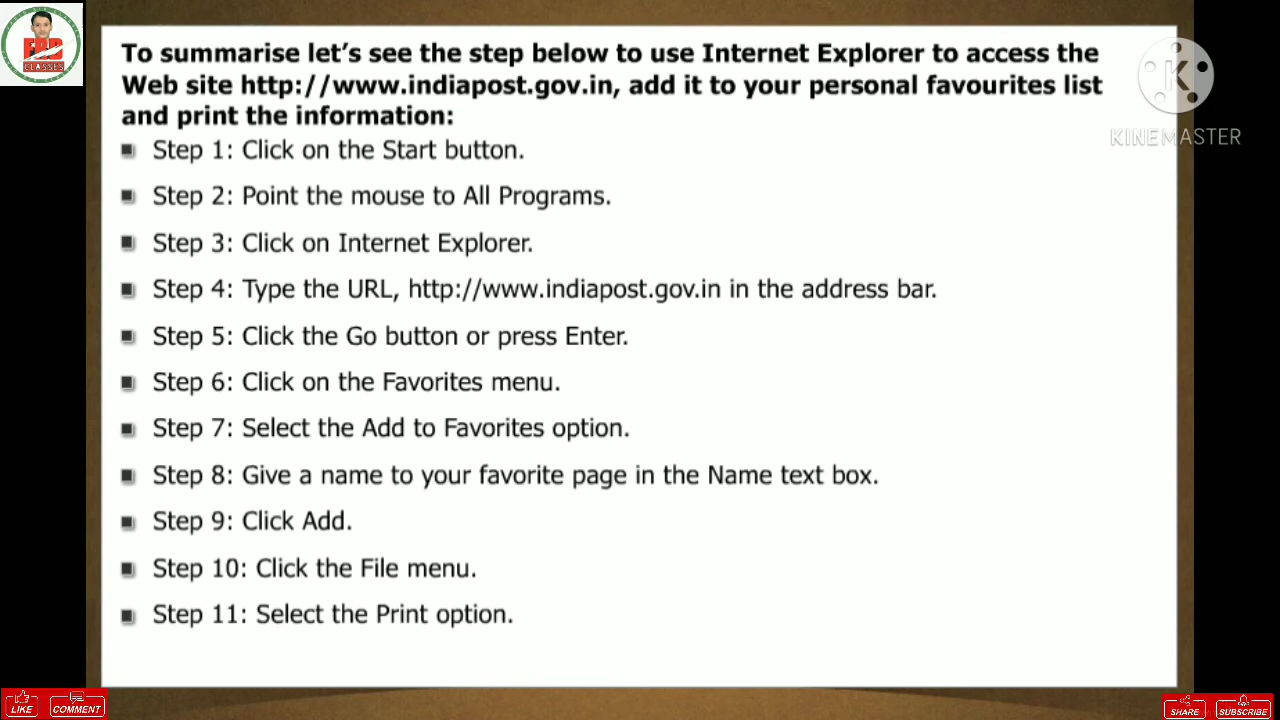 ERC
CLASSES
To summarise let's see the step below to use Internet Explorer to access the
Web site http://www.indiapost.gov.in, add it to your personal favourites list
and print the information:
Step 1: Click on the Start button.
Step 2: Point the mouse to All Programs.
Step 3: Click on Internet Explorer.
Step 4: Type the URL, http://www.indiapost.gov.in in the address bar.
Step 5: Click the Go button or press Enter.
Step 6: Click on the Favorites menu.
Step 7: Select the Add to Favorites option.
Step 8: Give a name to your favorite page in the Name text box.
Step 9: Click Add.
Step 10: Click the File menu.
Step 11: Select the Print option.
K
KINEMASTER
LIKE
COMMENT
SHARE
SUBSCRIBE